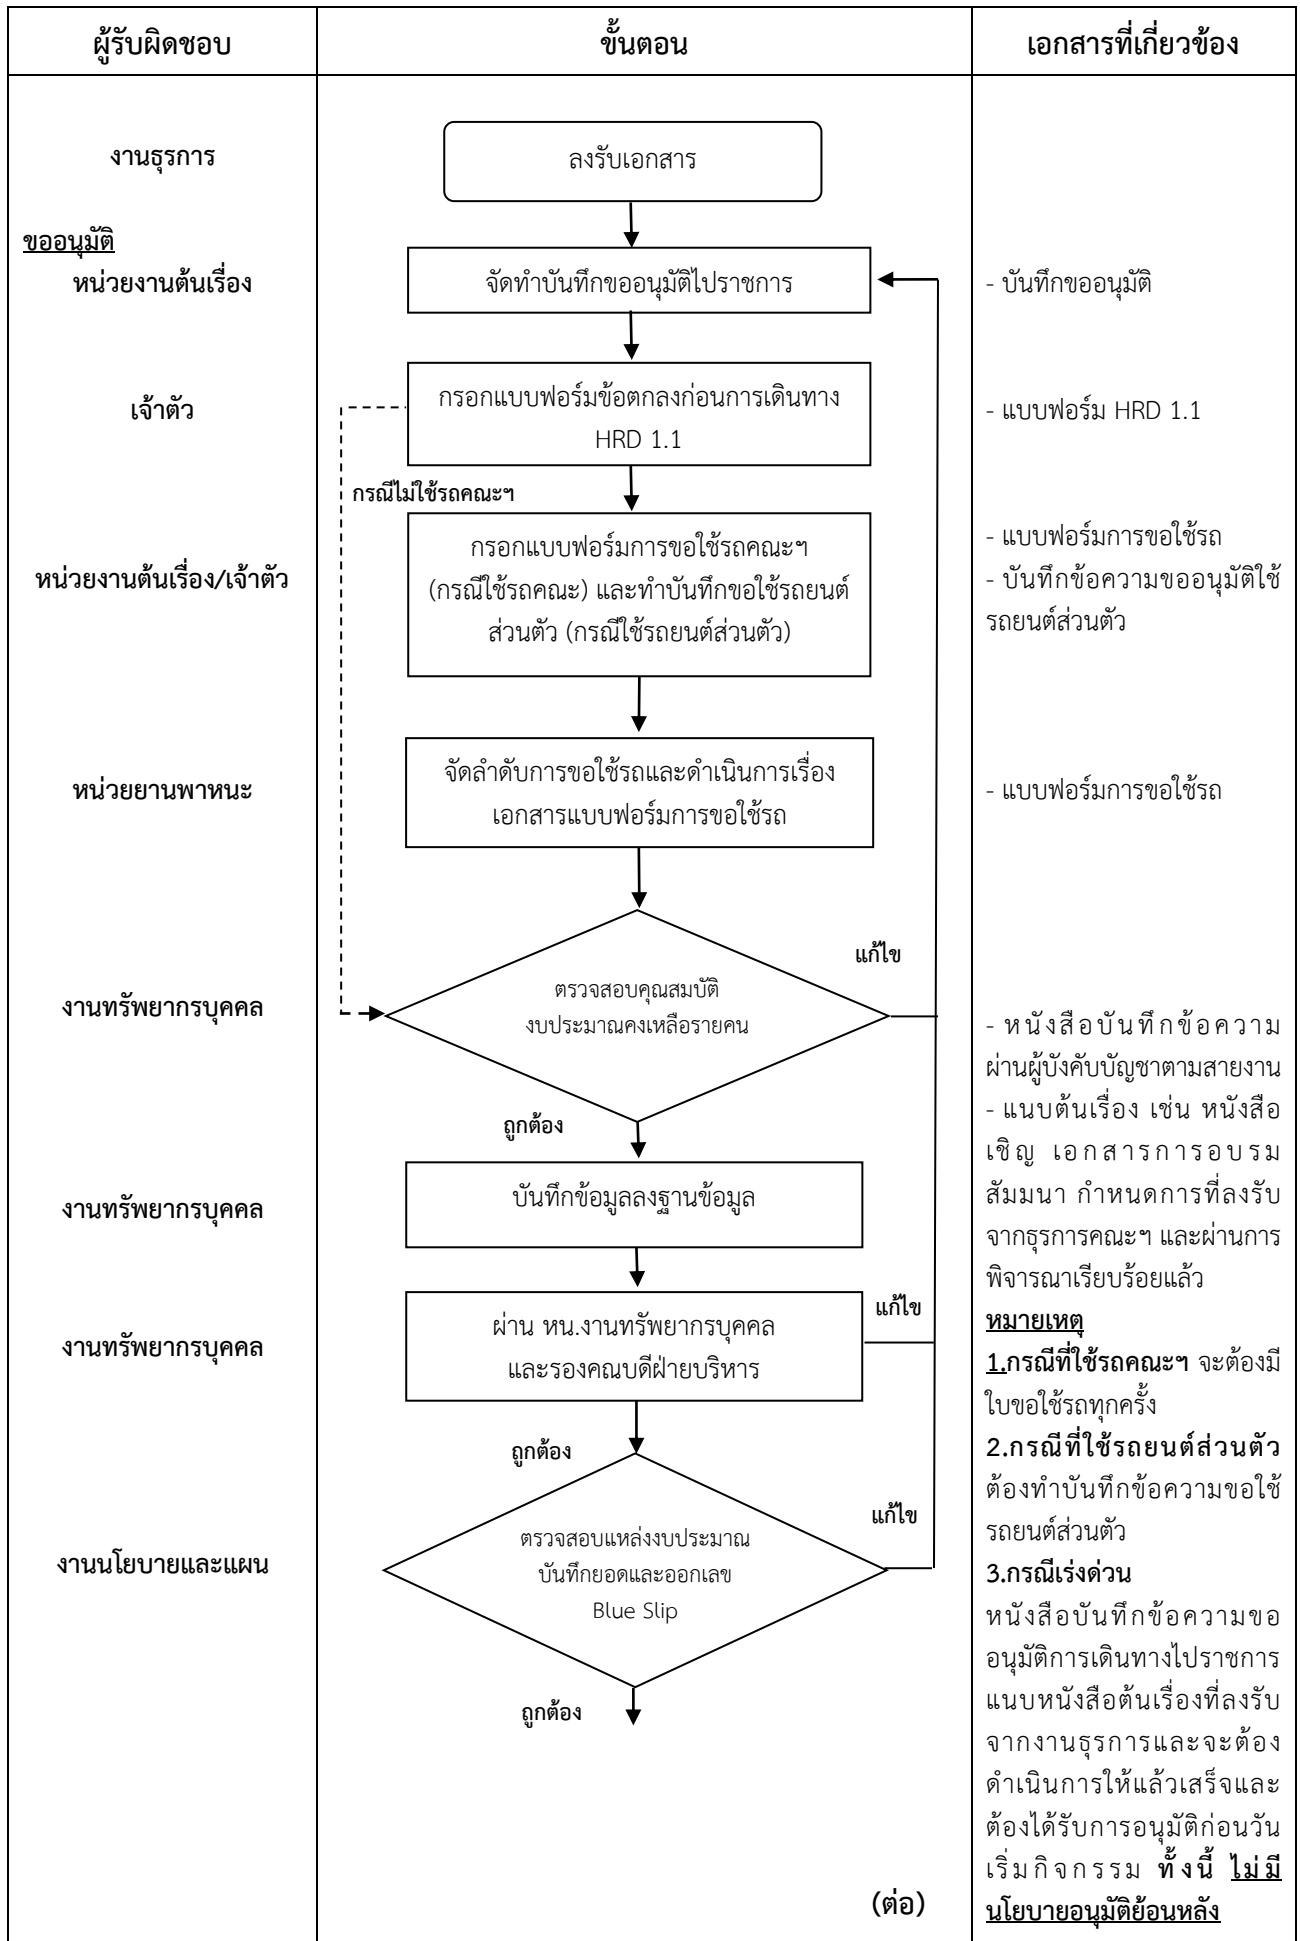 ผู้รับผิดชอบ
ขั้นตอน
เอกสารที่เกี่ยวข้อง
งานธุรการ
ลงรับเอกสาร
ขออนุมัติ
หน่วยงานต้นเรื่อง
จัดทำบันทึกขออนุมัติไปราชการ
- บันทึกขออนุมัติ
เจ้าตัว
กรอกแบบฟอร์มข้อตกลงก่อนการเดินทาง
HRD 1.1
- แบบฟอร์ม HRD 1.1
กรณีไม่ใช้รถคณะฯ
หน่วยงานต้นเรื่อง/เจ้าตัว
กรอกแบบฟอร์มการขอใช้รถคณะฯ
(กรณีใช้รถคณะ) และทำบันทึกขอใช้รถยนต์
ส่วนตัว (กรณีใช้รถยนต์ส่วนตัว)
- แบบฟอร์มการขอใช้รถ
- บันทึกข้อความขออนุมัติใช้
รถยนต์ส่วนตัว
หน่วยยานพาหนะ
จัดลำดับการขอใช้รถและดำเนินการเรื่อง
เอกสารแบบฟอร์มการขอใช้รถ
- แบบฟอร์มการขอใช้รถ
งานทรัพยากรบุคคล
ตรวจสอบคุณสมบัติ
งบประมาณคงเหลือรายคน
แก้ไข
ถูกต้อง
งานทรัพยากรบุคคล
บันทึกข้อมูลลงฐานข้อมูล
งานทรัพยากรบุคคล
ผ่าน หน.งานทรัพยากรบุคคล
และรองคณบดีฝ่ายบริหาร
แก้ไข
ถูกต้อง
งานนโยบายและแผน
ตรวจสอบแหล่งงบประมาณ
บันทึกยอดและออกเลข
Blue Slip
แก้ไข
ถูกต้อง
(ต่อ)
- หนังสือบันทึกข้อความ
ผ่านผู้บังคับบัญชาตามสายงาน
- แนบต้นเรื่อง เช่น หนังสือ
เชิญ เอกสารการอบรม
สัมมนา กำหนดการที่ลงรับ
จากธุรการคณะฯ และผ่านการ
พิจารณาเรียบร้อยแล้ว
หมายเหตุ
1.กรณีที่ใช้รถคณะฯ จะต้องมี
ใบขอใช้รถทุกครั้ง
2.กรณีที่ใช้รถยนต์ส่วนตัว
ต้องทำบันทึกข้อความขอใช้
รถยนต์ส่วนตัว
3.กรณีเร่งด่วน
หนังสือบันทึกข้อความขอ
อนุมัติการเดินทางไปราชการ
แนบหนังสือต้นเรื่องที่ลงรับ
จากงานธุรการและจะต้อง
ดำเนินการให้แล้วเสร็จและ
ต้องได้รับการอนุมัติก่อนวัน
เริ่มกิจกรรม ทั้งนี้ ไม่มี
นโยบายอนุมัติย้อนหลัง